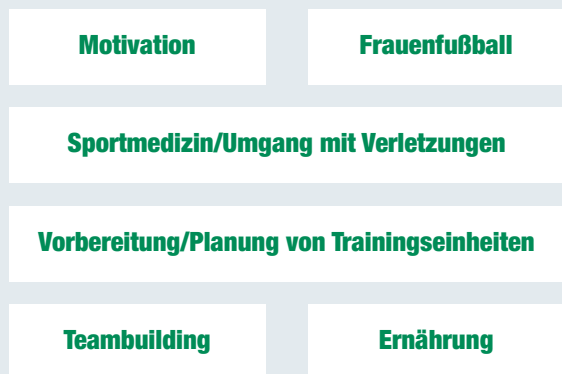 Motivation
Frauenfußball
Sportmedizin/Umgang mit Verletzungen
Vorbereitung/Planung von Trainingseinheiten
Teambuilding
Ernährung